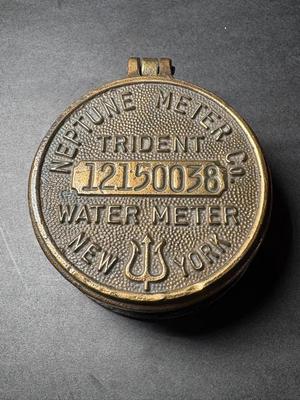 NEPTUNE METER CO.
TRIDENT
12150038
WATER METER
NEW YORK